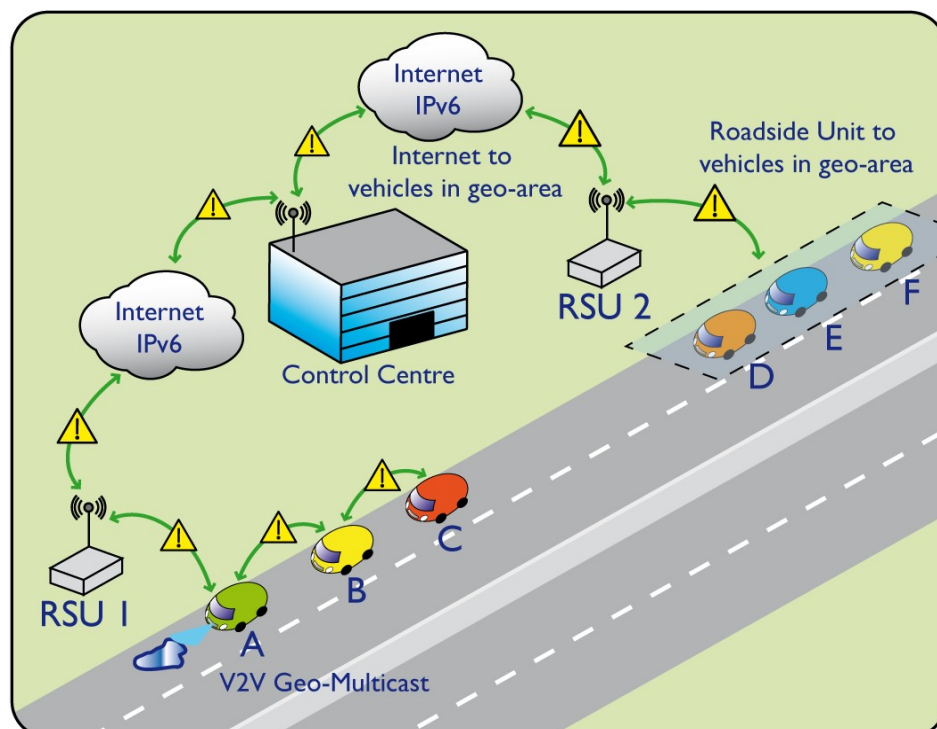 Internet
IPv6
Internet to
vehicles in geo-area
Roadside Unit to
vehicles in geo-area
Internet
IPv6
Control Centre
RSU 2
F
E
D
C
B
RSU 1
A
V2V Geo-Multicast